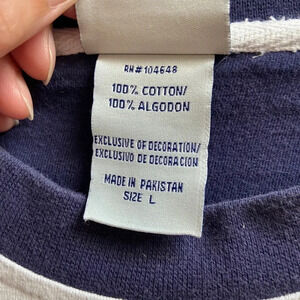 RN#104648
100% COTTON/
100% ALGODON
EXCLUSIVE OF DECORATION/
EXCLUSIVO DE DECORACION
MADE IN PAKISTAN
SIZE L